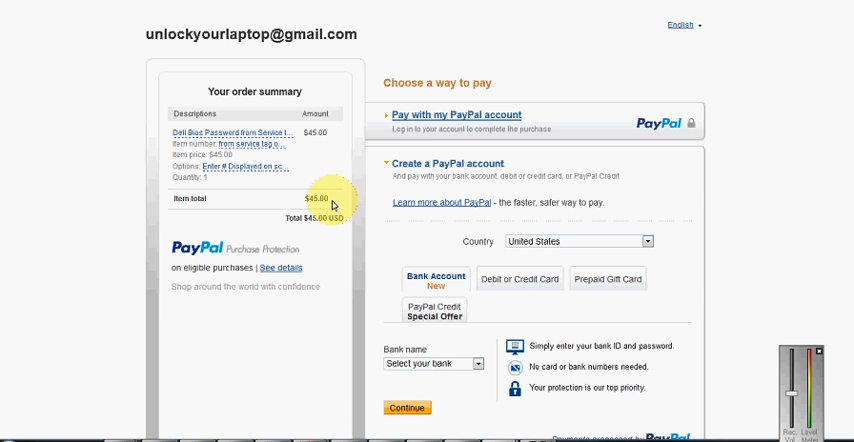 unlockyourlaptop@gmail.com
English
Your order summary
Descriptions Amount
Dell Bios Password from Service t... $45.00
Item number: from service tag o...
Item price: $45.00
Options: Enter # Displayed on sc...
Quantity: 1
Item total $45.00
Total $45.00 USD
PayPal Purchase Protection
on eligible purchases | See details
Shop around the world with confidence
Choose a way to pay
Pay with my PayPal account
Log in to your account to complete the purchase
PayPal
Create a PayPal account
And pay with your bank account, debit or credit card, or PayPal Credit
Learn more about PayPal - the faster, safer way to pay.
Country United States
Bank Account
New
Debit or Credit Card
Prepaid Gift Card
PayPal Credit
Special Offer
Bank name
Select your bank
Simply enter your bank ID and password.
No card or bank numbers needed.
Your protection is our top priority.
Continue
Payments processed by PayPal
Rec. Level
Vol